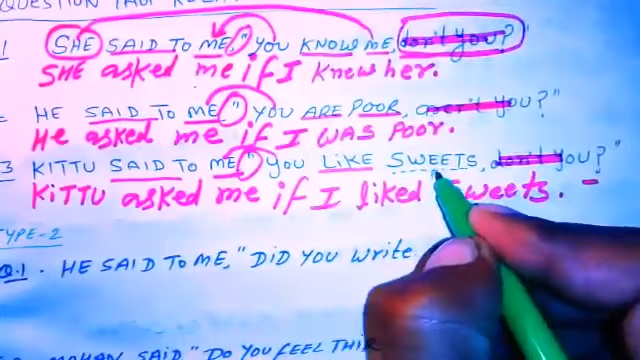 QUESTION TAG
1 SHE SAID TO ME, "YOU KNOW ME, don't you?
SHE asked me if I Knew her.
HE SAID TO ME " YOU ARE POOR, aren't you?"
He asked me if I WAS POOR.
3 KITTU SAID TO ME, " YOU LIKE SWEETS, don't you?"
KITTU asked me if I liked Sweets.
TYPE-2
Q.1. HE SAID TO ME, "DID YOU Write
SAID "DO YOU FEEL